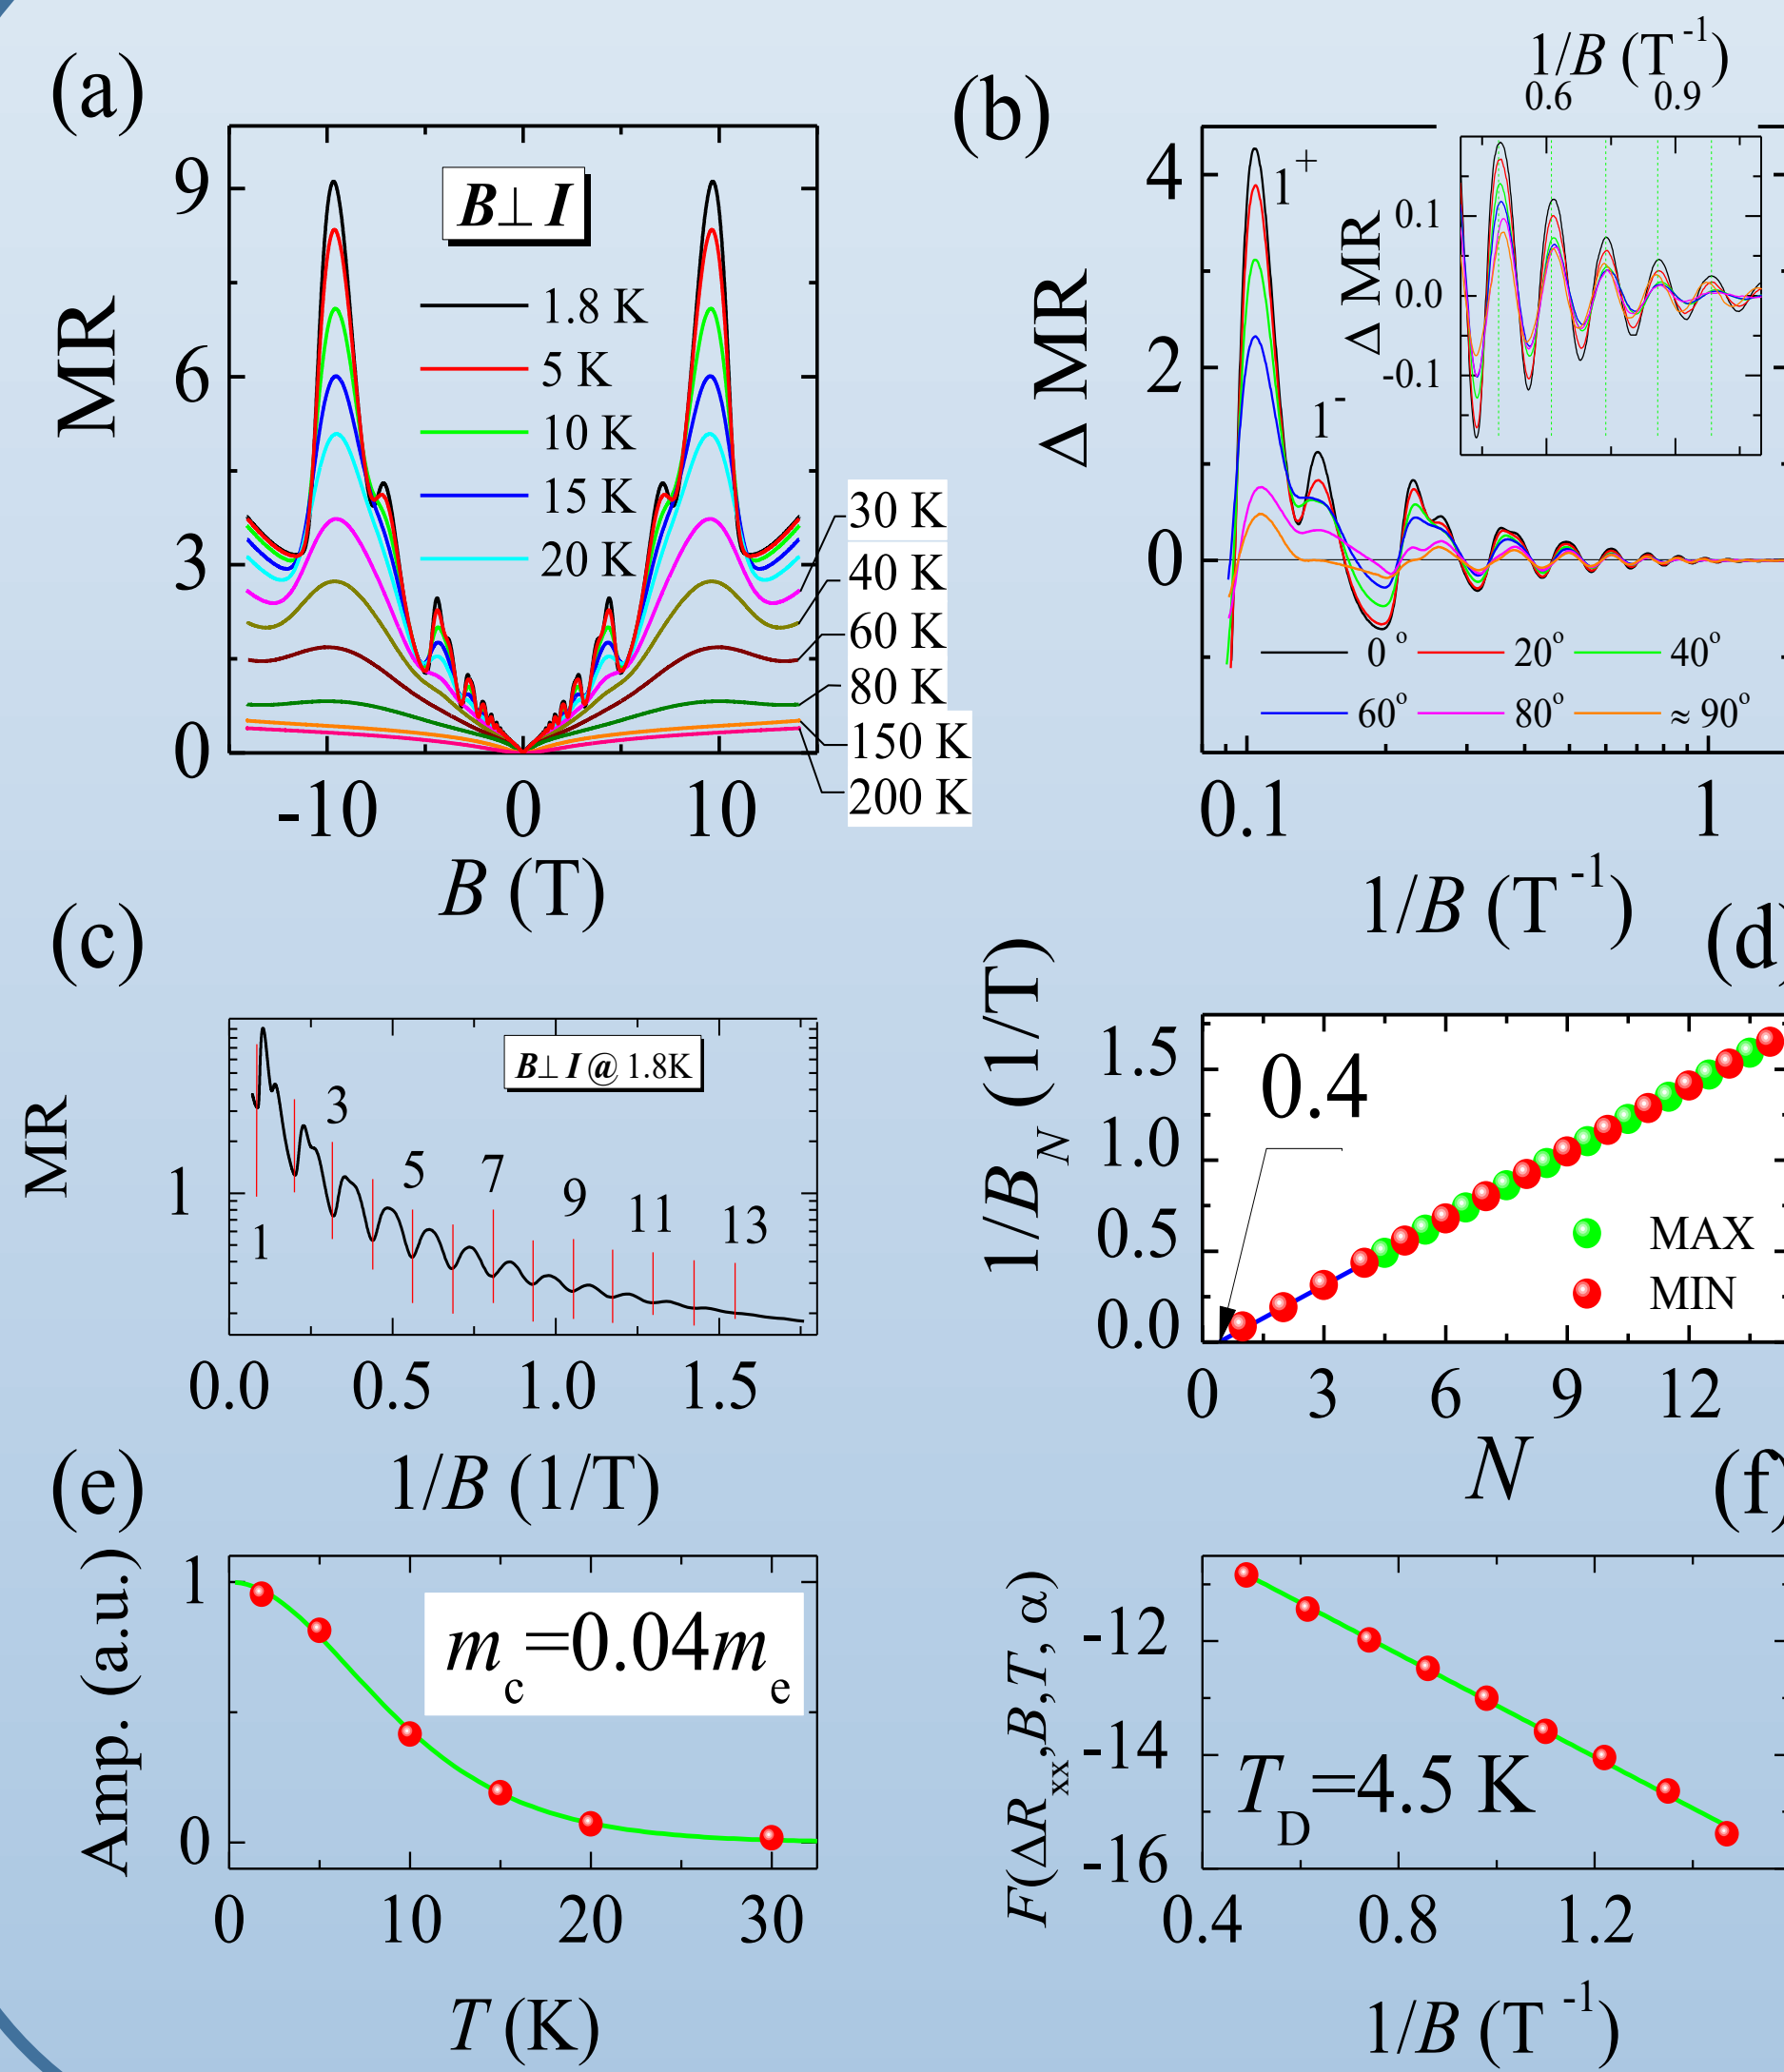 (a)
MR
9
6
3
0
B⊥ I
1.8 K
5 K
10 K
15 K
20 K
30 K
40 K
60 K
80 K
150 K
200 K
-10 0 10
B (T)
(b)
1/B (T⁻¹)
0.6 0.9
Δ MR
0.1
0.0
-0.1
Δ MR
4
2
0
1⁺
1⁻
0° 20° 40°
60° 80° ≈ 90°
0.1 1
1/B (T⁻¹)
(c)
MR
1
B⊥ I @ 1.8K
1 3 5 7 9 11 13
0.0 0.5 1.0 1.5
1/B (1/T)
(d)
1/B_N (1/T)
1.5
1.0
0.5
0.0
0.4
MAX
MIN
0 3 6 9 12
N
(e)
Amp. (a.u.)
1
0
m_c=0.04m_e
0 10 20 30
T (K)
(f)
F(ΔR_xx,B,T, α)
-12
-14
-16
T_D=4.5 K
0.4 0.8 1.2
1/B (T⁻¹)